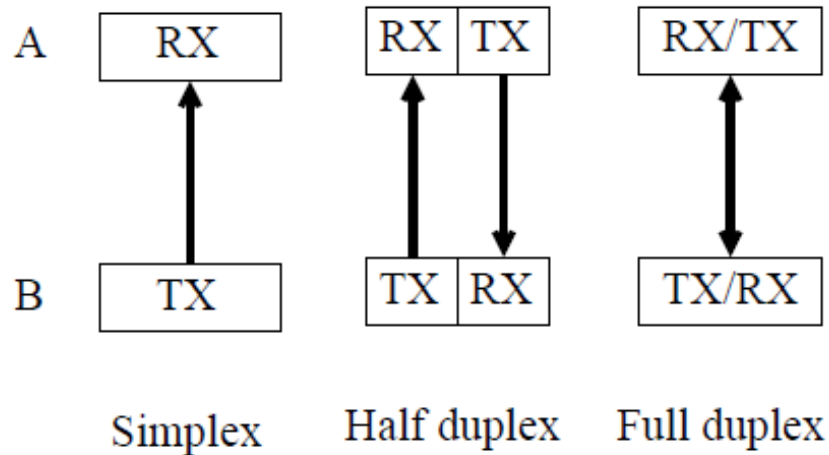 A RX RX TX RX/TX
B TX TX RX TX/RX
Simplex Half duplex Full duplex